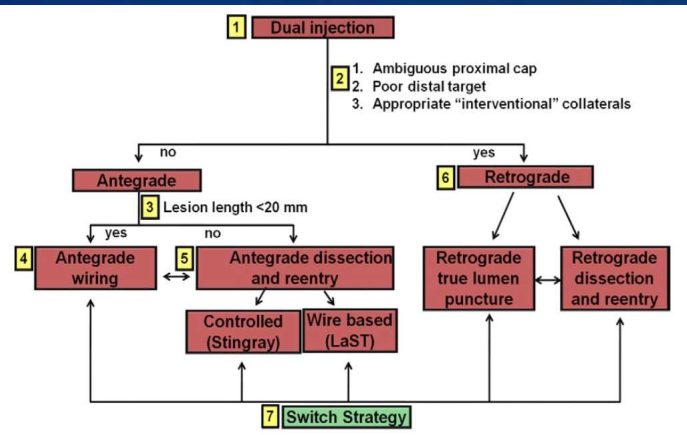 1 Dual injection
2
1. Ambiguous proximal cap
2. Poor distal target
3. Appropriate “interventional” collaterals
no
yes
Antegrade
6 Retrograde
3 Lesion length <20 mm
yes
no
4 Antegrade
wiring
5 Antegrade dissection
and reentry
Retrograde
true lumen
puncture
Retrograde
dissection
and reentry
Controlled
(Stingray)
Wire based
(LaST)
7 Switch Strategy